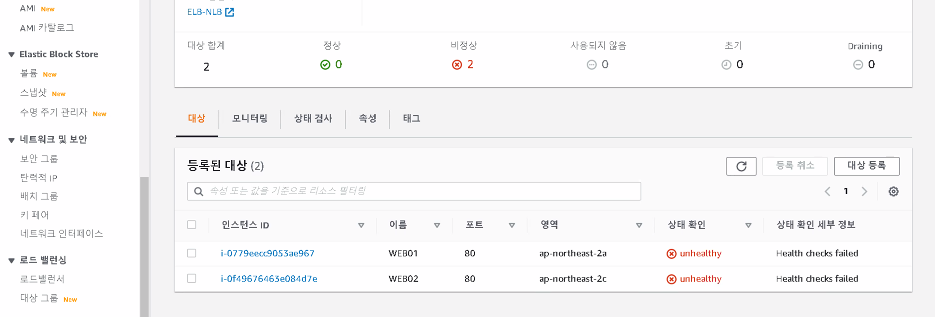 AMI New
AMI 카탈로그
Elastic Block Store
볼륨 New
스냅샷 New
수명 주기 관리자 New
네트워크 및 보안
보안 그룹
탄력적 IP
배치 그룹
키 페어
네트워크 인터페이스
로드 밸런싱
로드밸런서
대상 그룹 New
ELB-NLB
대상 합계 정상 비정상 사용되지 않음 초기 Draining
2 0 2 0 0 0
대상 모니터링 상태 검사 속성 태그
등록된 대상 (2) 등록 취소 대상 등록
속성 또는 값을 기준으로 리소스 필터링 1
인스턴스 ID 이름 포트 영역 상태 확인 상태 확인 세부 정보
i-0779eecc9053ae967 WEB01 80 ap-northeast-2a unhealthy Health checks failed
i-0f49676463e084d7e WEB02 80 ap-northeast-2c unhealthy Health checks failed